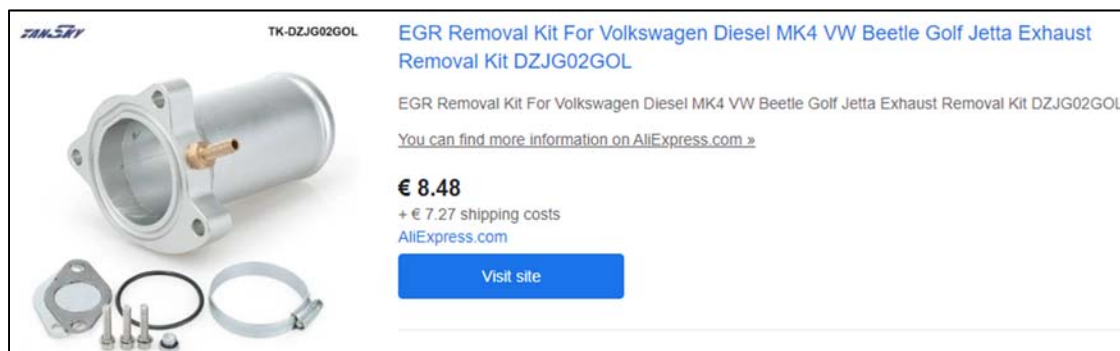 TANSKY
TK-DZJG02GOL
EGR Removal Kit For Volkswagen Diesel MK4 VW Beetle Golf Jetta Exhaust
Removal Kit DZJG02GOL
EGR Removal Kit For Volkswagen Diesel MK4 VW Beetle Golf Jetta Exhaust Removal Kit DZJG02GOL
You can find more information on AliExpress.com »
€ 8.48
+ € 7.27 shipping costs
AliExpress.com
Visit site